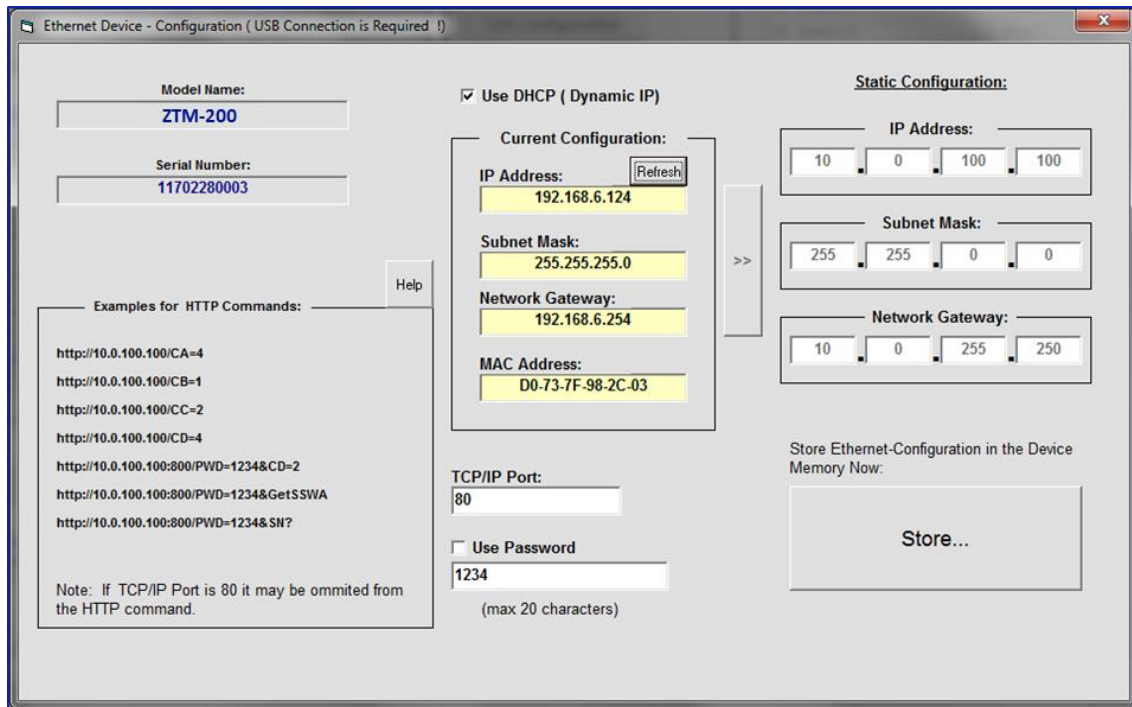 Ethernet Device - Configuration ( USB Connection is Required !)
Model Name:
ZTM-200
Serial Number:
11702280003
Help
Examples for HTTP Commands:
http://10.0.100.100/CA=4
http://10.0.100.100/CB=1
http://10.0.100.100/CC=2
http://10.0.100.100/CD=4
http://10.0.100.100:800/PWD=1234&CD=2
http://10.0.100.100:800/PWD=1234&GetSSWA
http://10.0.100.100:800/PWD=1234&SN?
Note: If TCP/IP Port is 80 it may be ommited from
the HTTP command.
Use DHCP ( Dynamic IP)
Current Configuration:
Refresh
IP Address:
192.168.6.124
Subnet Mask:
255.255.255.0
Network Gateway:
192.168.6.254
MAC Address:
D0-73-7F-98-2C-03
TCP/IP Port:
80
Use Password
1234
(max 20 characters)
>>
Static Configuration:
IP Address:
10 . 0 . 100 . 100
Subnet Mask:
255 . 255 . 0 . 0
Network Gateway:
10 . 0 . 255 . 250
Store Ethernet-Configuration in the Device
Memory Now:
Store...